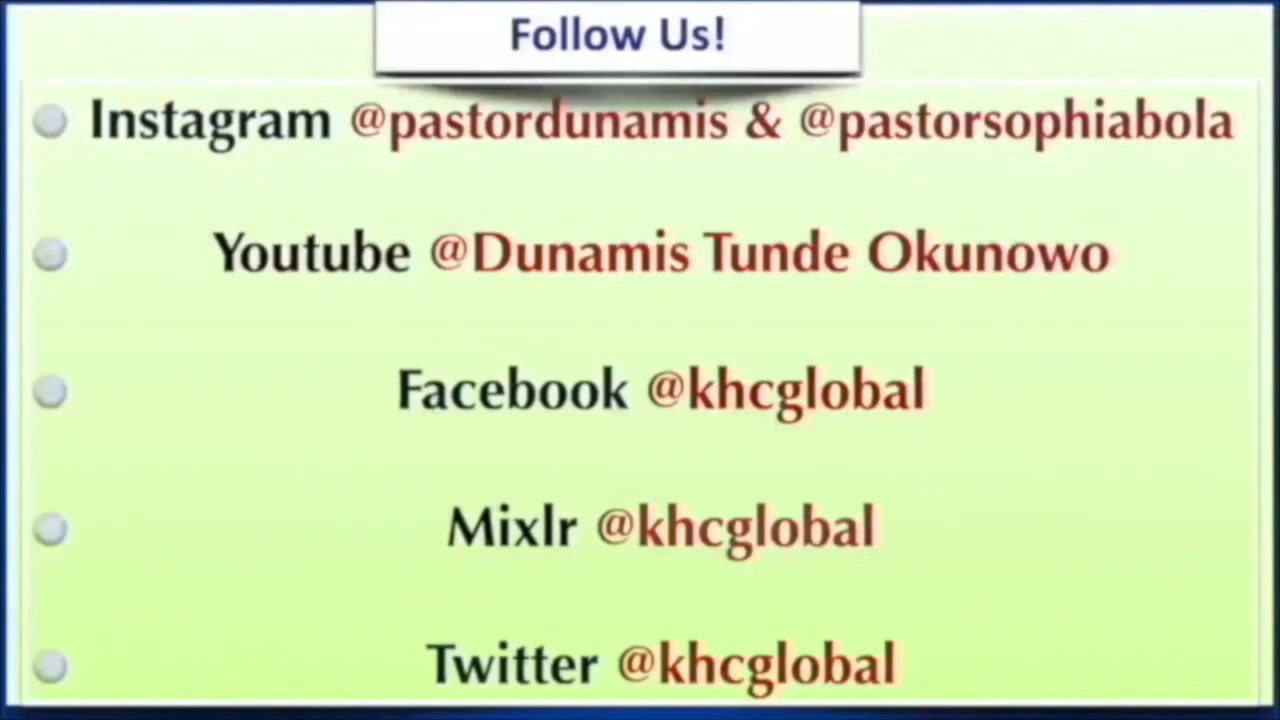 Follow Us!
Instagram @pastordunamis & @pastorsophiabola
Youtube @Dunamis Tunde Okunowo
Facebook @khcglobal
Mixlr @khcglobal
Twitter @khcglobal